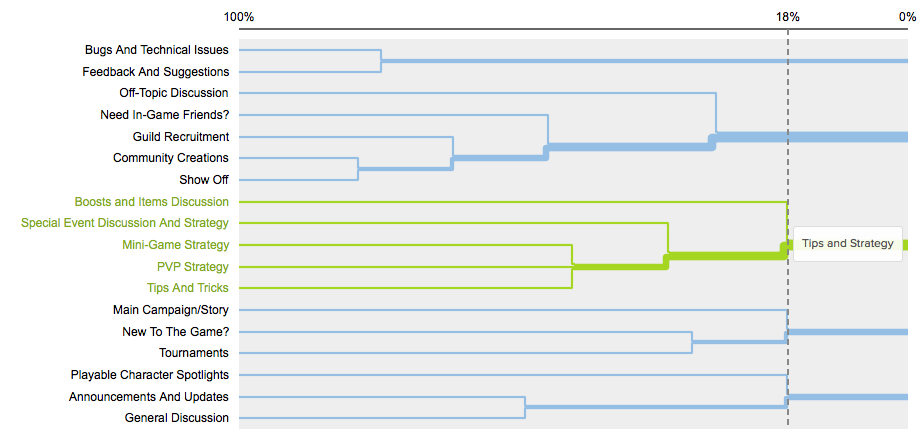 100% 18% 0%
Bugs And Technical Issues
Feedback And Suggestions
Off-Topic Discussion
Need In-Game Friends?
Guild Recruitment
Community Creations
Show Off
Boosts and Items Discussion
Special Event Discussion And Strategy
Mini-Game Strategy
Tips and Strategy
PVP Strategy
Tips And Tricks
Main Campaign/Story
New To The Game?
Tournaments
Playable Character Spotlights
Announcements And Updates
General Discussion